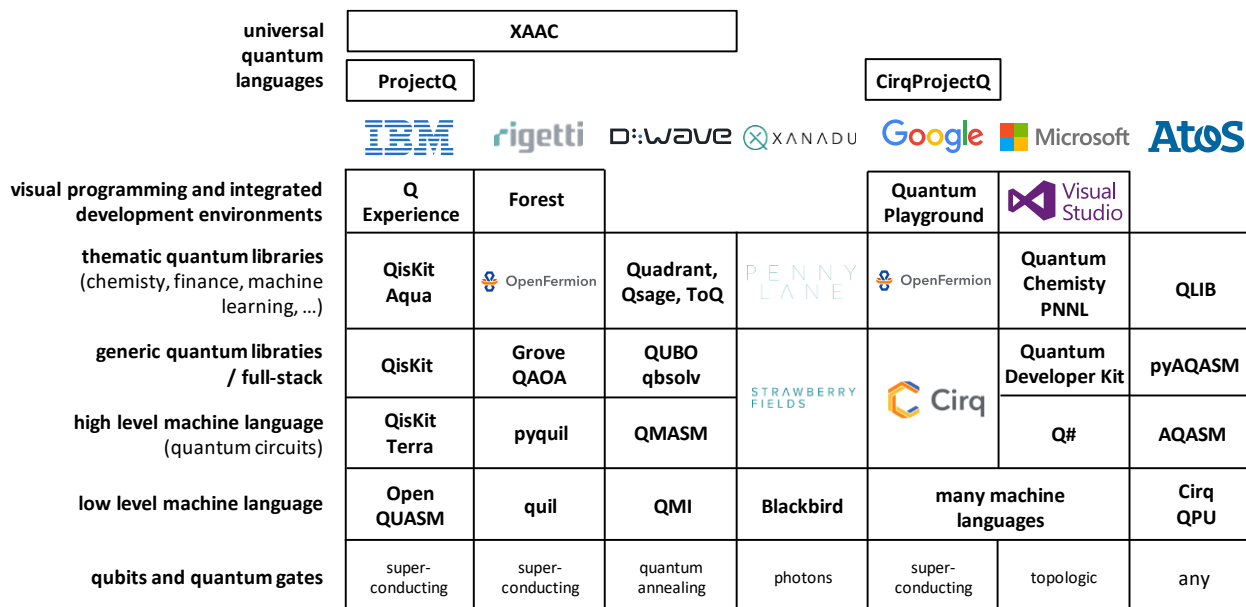 universal
quantum
languages
XAAC
ProjectQ
CirqProjectQ
IBM
rigetti
D:wave
XANADU
Google
Microsoft
Atos
visual programming and integrated
development environments
Q
Experience
Forest
Quantum
Playground
Visual
Studio
thematic quantum libraries
(chemisty, finance, machine
learning, ...)
QisKit
Aqua
OpenFermion
Quadrant,
Qsage, ToQ
PENNY
LANE
OpenFermion
Quantum
Chemisty
PNNL
QLIB
generic quantum libraties
/ full-stack
QisKit
Grove
QAOA
QUBO
qbsolv
STRAWBERRY
FIELDS
Cirq
Quantum
Developer Kit
pyAQASM
high level machine language
(quantum circuits)
QisKit
Terra
pyquil
QMASM
Q#
AQASM
low level machine language
Open
QUASM
quil
QMI
Blackbird
many machine
languages
Cirq
QPU
qubits and quantum gates
super-
conducting
super-
conducting
quantum
annealing
photons
super-
conducting
topologic
any